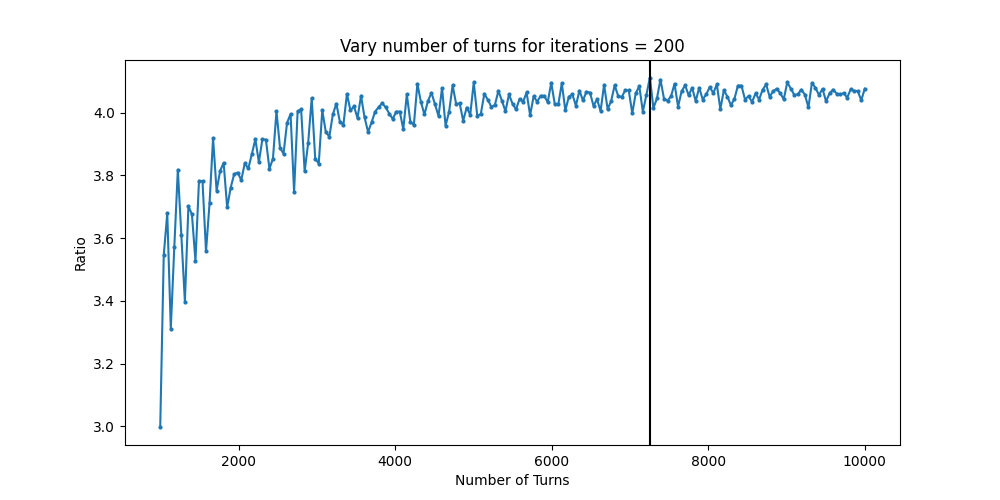 Vary number of turns for iterations = 200
Ratio
4.0
3.8
3.6
3.4
3.2
3.0
2000 4000 6000 8000 10000
Number of Turns